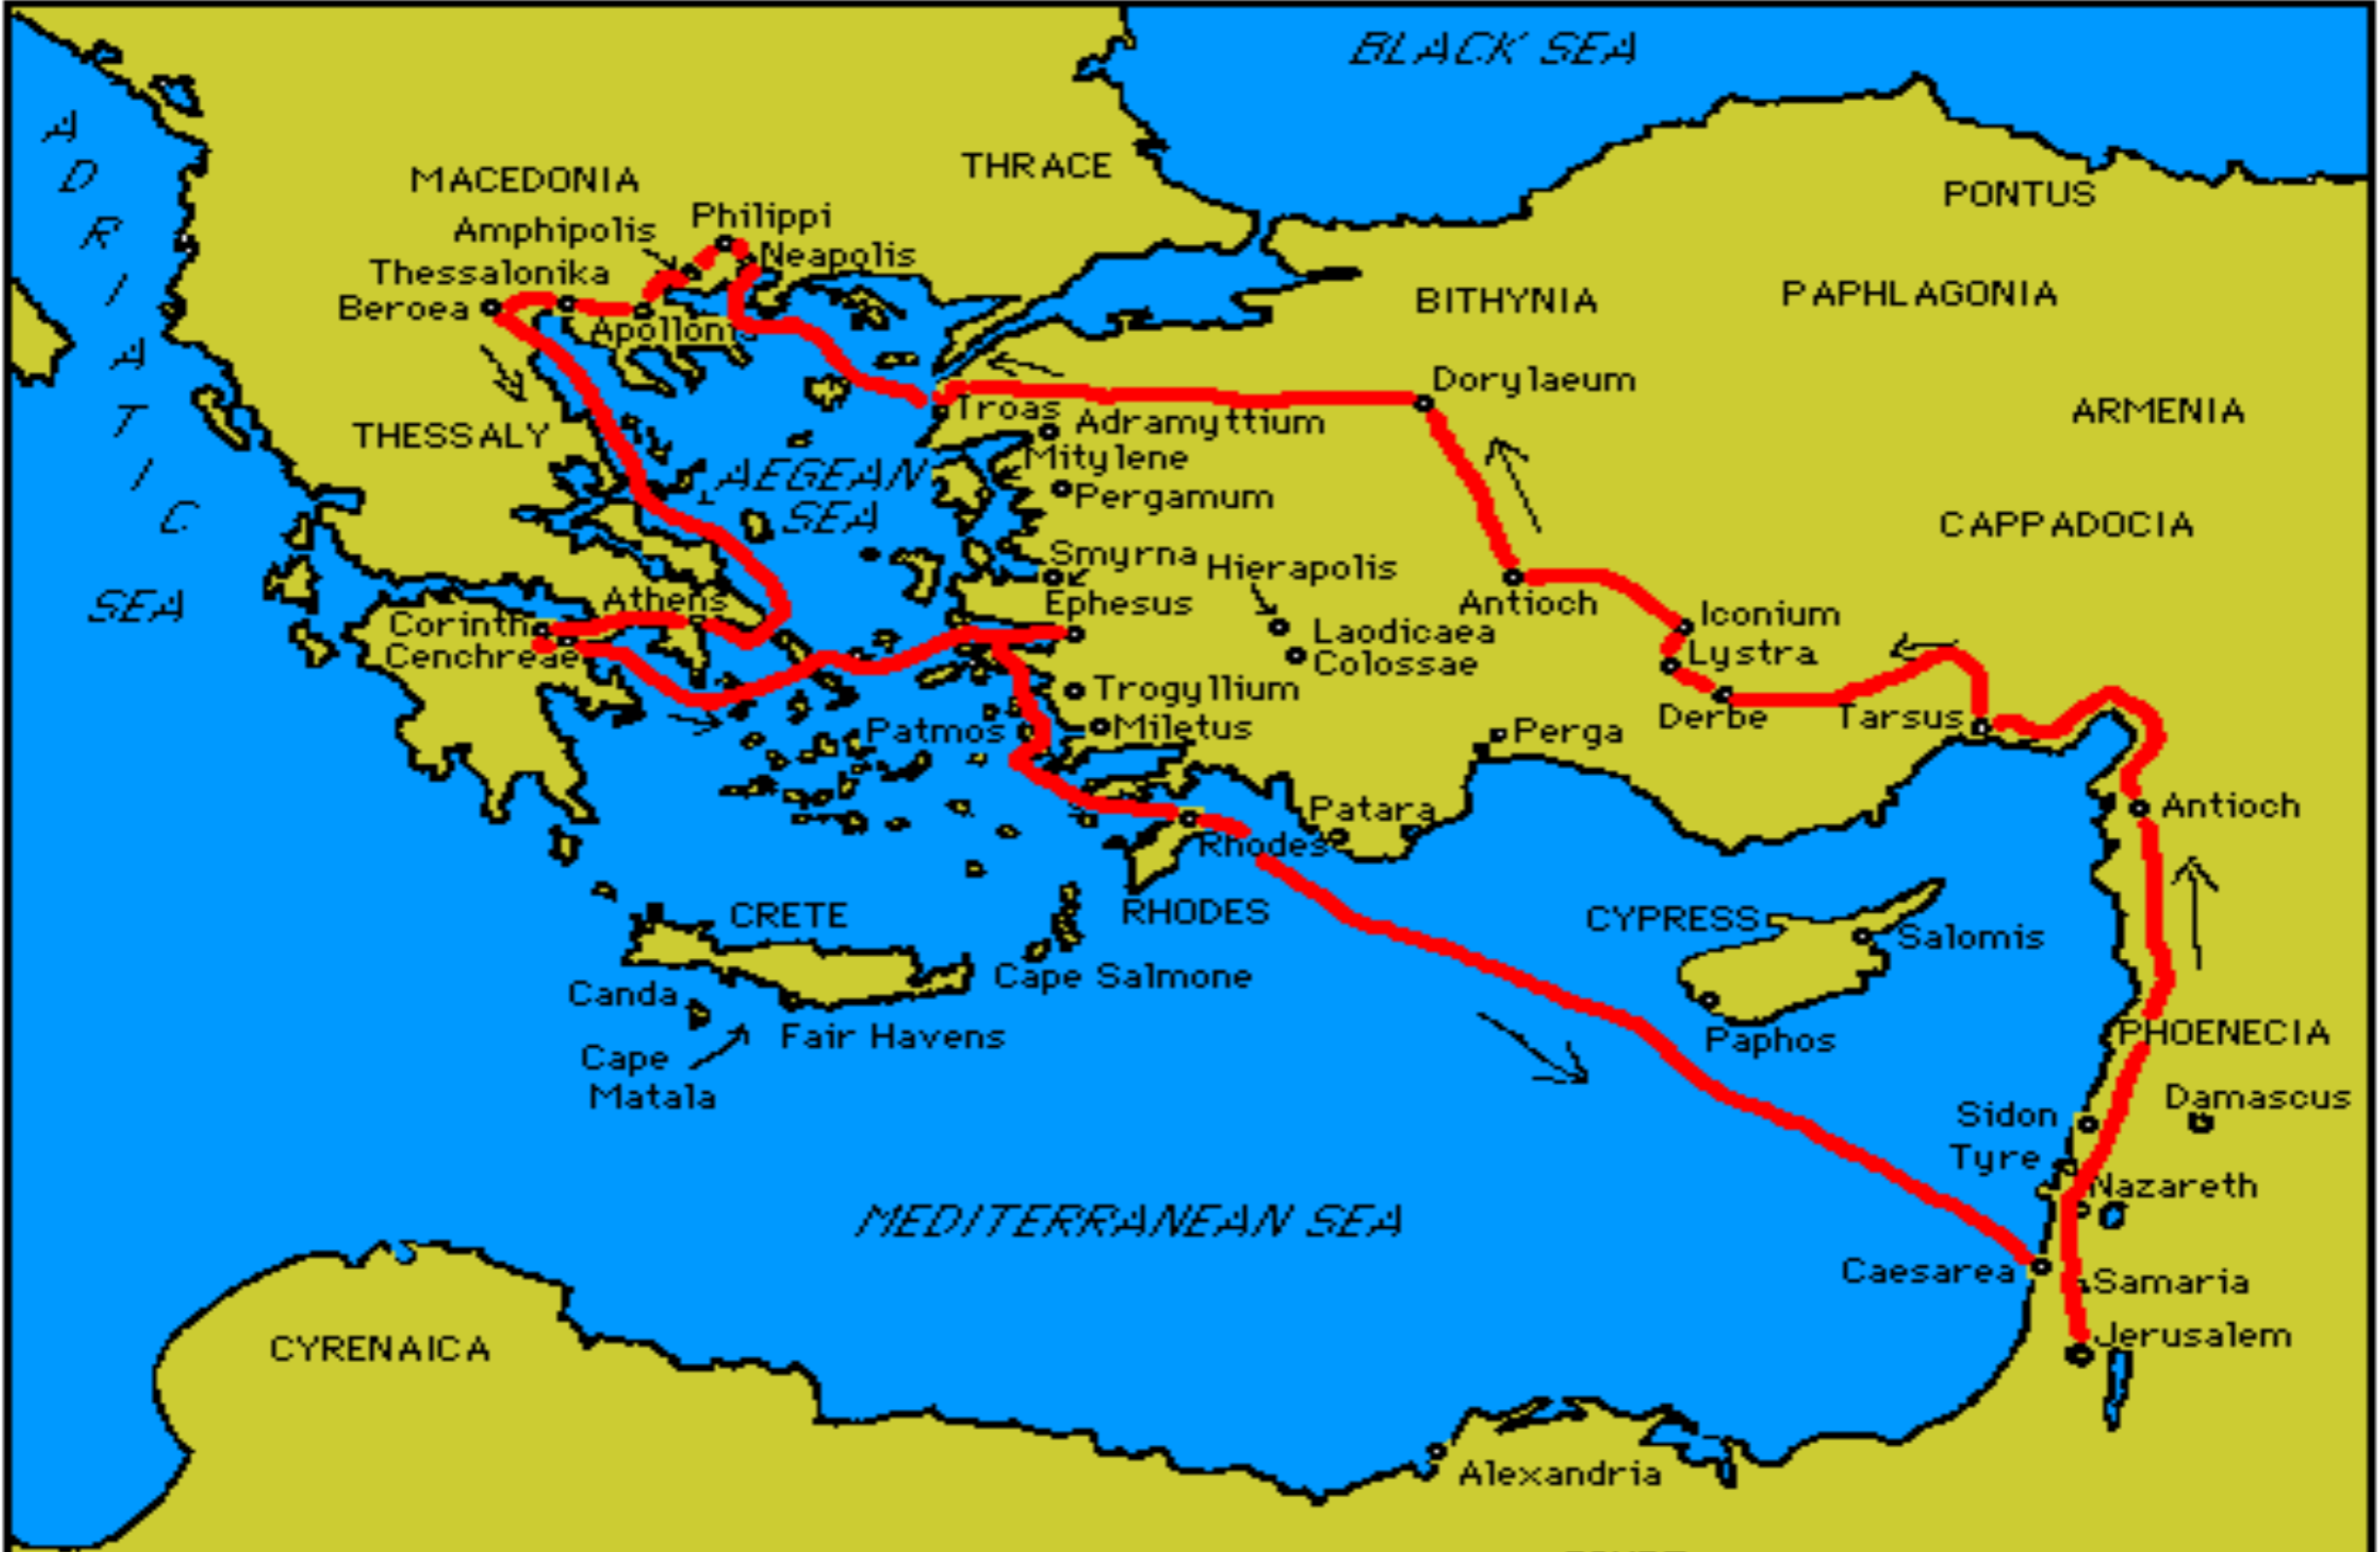 BLACK SEA
ADRIATIC
SEA
MACEDONIA
THRACE
PONTUS
Philippi
Amphipolis
Neapolis
Thessalonika
Beroea
Apolloni
BITHYNIA
PAPHLAGONIA
Dorylaeum
ARMENIA
Troas
Adramyttium
THESSALY
Mitylene
AEGEAN
SEA
Pergamum
CAPPADOCIA
Smyrna
Hierapolis
Ephesus
Athens
Antioch
Corinth
Cenchreae
Iconium
Laodicaea
Lystra
Colossae
Trogyllium
Derbe
Tarsus
Patmos
Miletus
Perga
Patara
Antioch
Rhodes
CRETE
RHODES
CYPRESS
Salomis
Cape Salmone
Canda
Fair Havens
Paphos
PHOENECIA
Cape
Matala
Damascus
Sidon
Tyre
Nazareth
MEDITERRANEAN SEA
Caesarea
Samaria
Jerusalem
CYRENAICA
Alexandria